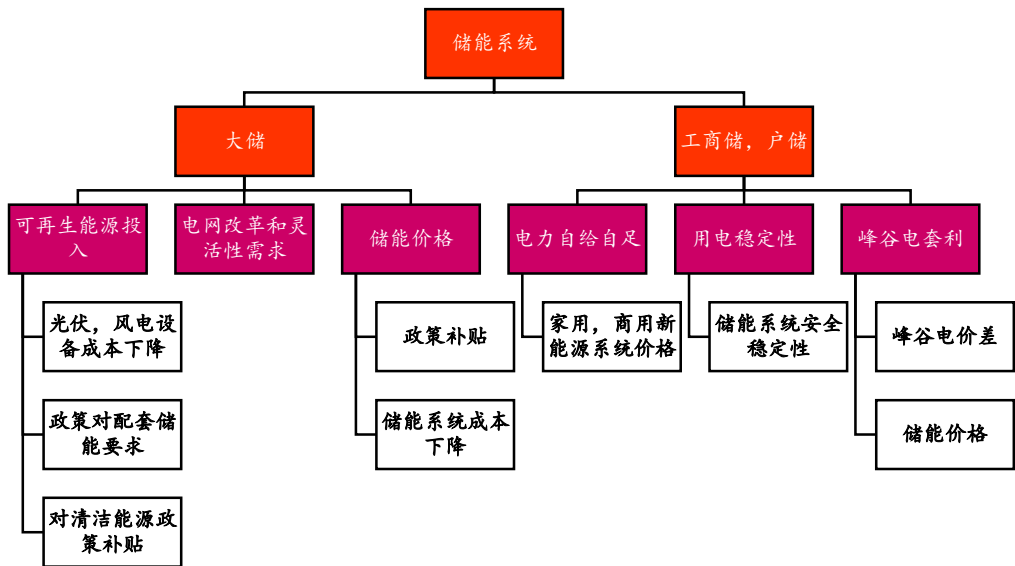 储能系统
大储
工商储，户储
可再生能源投
入
电网改革和灵
活性需求
储能价格
电力自给自足
用电稳定性
峰谷电套利
光伏，风电设
备成本下降
政策补贴
家用，商用新
能源系统价格
储能系统安全
稳定性
峰谷电价差
政策对配套储
能要求
储能系统成本
下降
储能价格
对清洁能源政
策补贴